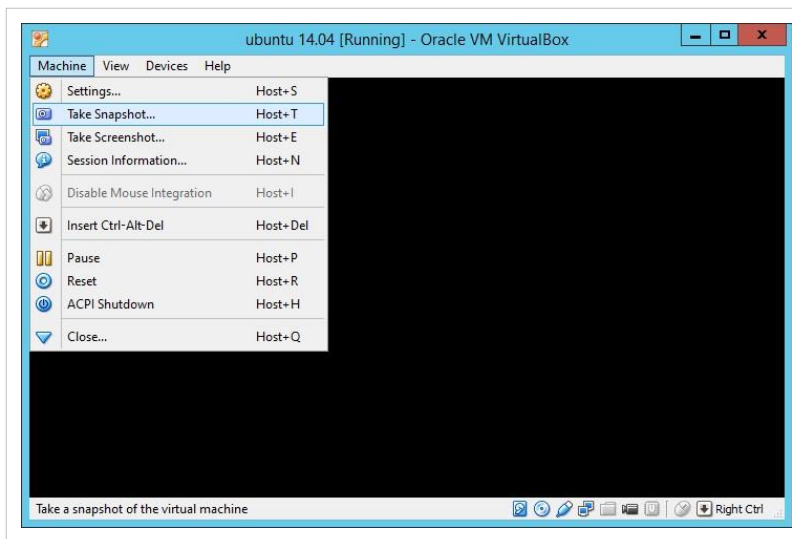 ubuntu 14.04 [Running] - Oracle VM VirtualBox
Machine View Devices Help
Settings... Host+S
Take Snapshot... Host+T
Take Screenshot... Host+E
Session Information... Host+N
Disable Mouse Integration Host+I
Insert Ctrl-Alt-Del Host+Del
Pause Host+P
Reset Host+R
ACPI Shutdown Host+H
Close... Host+Q
Take a snapshot of the virtual machine Right Ctrl